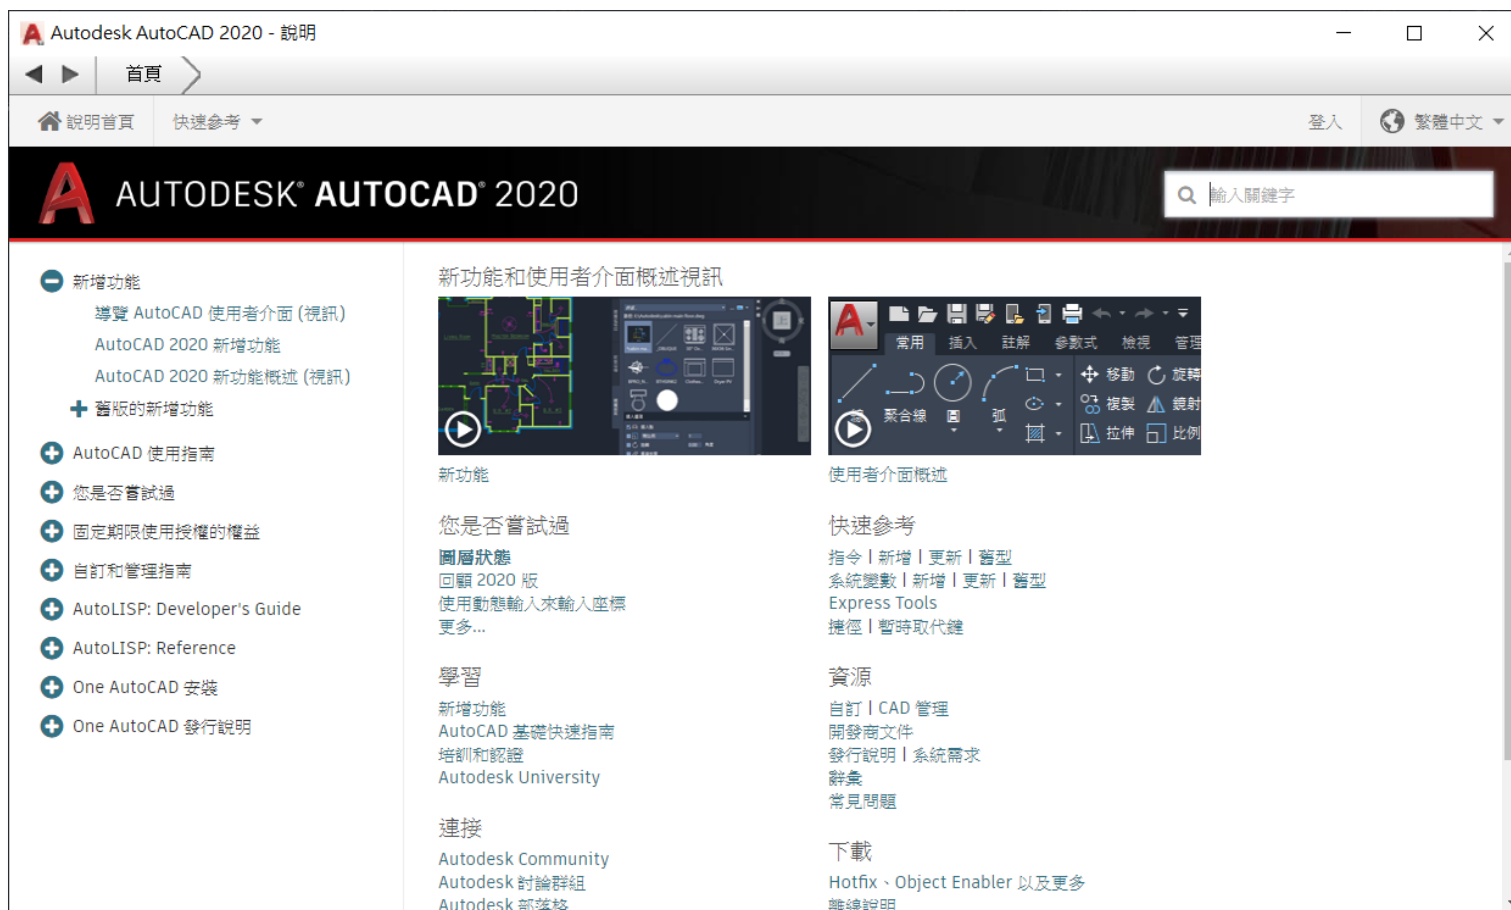 Autodesk AutoCAD 2020 - 說明
首頁
說明首頁 快速參考 登入 繁體中文
AUTODESK® AUTOCAD® 2020
輸入關鍵字
新增功能
導覽 AutoCAD 使用者介面 (視訊)
AutoCAD 2020 新增功能
AutoCAD 2020 新功能概述 (視訊)
舊版的新增功能
AutoCAD 使用指南
您是否嘗試過
固定期限使用授權的權益
自訂和管理指南
AutoLISP: Developer's Guide
AutoLISP: Reference
One AutoCAD 安裝
One AutoCAD 發行說明
新功能和使用者介面概述視訊
常用 插入 註解 參數式 檢視 管理
移動 旋轉
線 聚合線 圓 弧 複製 鏡射
拉伸 比例
新功能
使用者介面概述
您是否嘗試過
圖層狀態
回顧 2020 版
使用動態輸入來輸入座標
更多...
快速參考
指令 | 新增 | 更新 | 舊型
系統變數 | 新增 | 更新 | 舊型
Express Tools
捷徑 | 暫時取代鍵
學習
新增功能
AutoCAD 基礎快速指南
培訓和認證
Autodesk University
資源
自訂 | CAD 管理
開發商文件
發行說明 | 系統需求
辭彙
常見問題
連接
Autodesk Community
Autodesk 討論群組
Autodesk 部落格
下載
Hotfix、Object Enabler 以及更多
離線說明